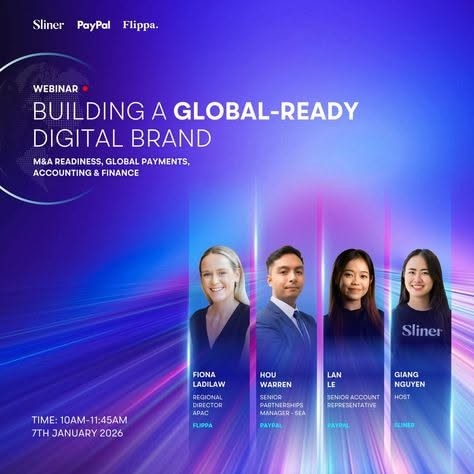 Sliner PayPal Flippa.
WEBINAR
BUILDING A GLOBAL-READY
DIGITAL BRAND
M&A READINESS, GLOBAL PAYMENTS,
ACCOUNTING & FINANCE
Sliner
FIONA
LADILAW
REGIONAL
DIRECTOR
APAC
FLIPPA
HOU
WARREN
SENIOR
PARTNERSHIPS
MANAGER - SEA
PAYPAL
LAN
LE
SENIOR ACCOUNT
REPRESENTATIVE
PAYPAL
GIANG
NGUYEN
HOST
SLINER
TIME: 10AM-11:45AM
7TH JANUARY 2026